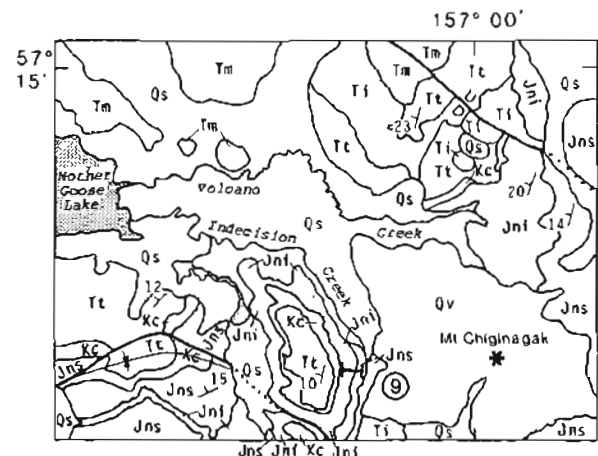 157° 00′
57° 15′
Tm Tm Tt Qs
Qs Ti Tm Jni
Tm Tt Ti
<23 Ti
Tm Tt Ti Qs Jns
Mother Goose Lake
Tt Kc
Volcano Qs 20
Indecision Qs Creek Jni 14
Qs Jni
12 Creek Qv Jns
Tt Kc Jns Jni Kc Jni Mt Chiginagak
Kc Tt Kc Tt Jns
Jns 15 Qs 10 9
Jns
Qs Jni
Jns Ti Qs Jns
Jns Jni Kc Jni